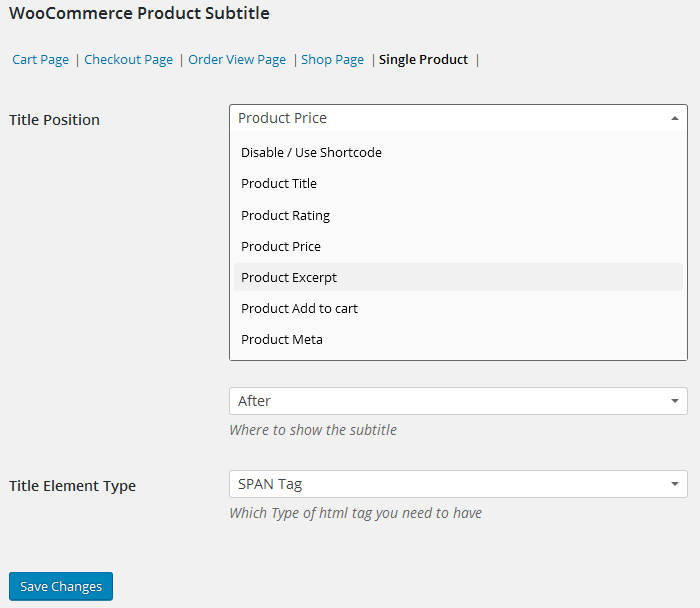 WooCommerce Product Subtitle
Cart Page | Checkout Page | Order View Page | Shop Page | Single Product |
Title Position
Product Price
Disable / Use Shortcode
Product Title
Product Rating
Product Price
Product Excerpt
Product Add to cart
Product Meta
After
Where to show the subtitle
Title Element Type
SPAN Tag
Which Type of html tag you need to have
Save Changes